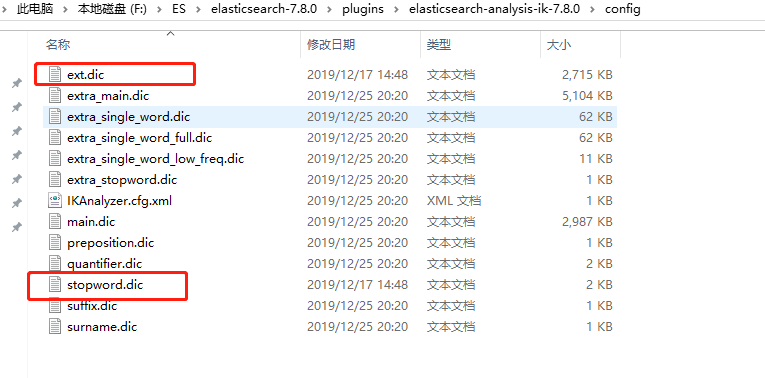 此电脑 > 本地磁盘 (F:) > ES > elasticsearch-7.8.0 > plugins > elasticsearch-analysis-ik-7.8.0 > config
名称 修改日期 类型 大小
ext.dic 2019/12/17 14:48 文本文档 2,715 KB
extra_main.dic 2019/12/25 20:20 文本文档 5,104 KB
extra_single_word.dic 2019/12/25 20:20 文本文档 62 KB
extra_single_word_full.dic 2019/12/25 20:20 文本文档 62 KB
extra_single_word_low_freq.dic 2019/12/25 20:20 文本文档 11 KB
extra_stopword.dic 2019/12/25 20:20 文本文档 1 KB
IKAnalyzer.cfg.xml 2019/12/25 20:20 XML 文档 1 KB
main.dic 2019/12/25 20:20 文本文档 2,987 KB
preposition.dic 2019/12/25 20:20 文本文档 1 KB
quantifier.dic 2019/12/25 20:20 文本文档 2 KB
stopword.dic 2019/12/17 14:48 文本文档 2 KB
suffix.dic 2019/12/25 20:20 文本文档 1 KB
surname.dic 2019/12/25 20:20 文本文档 1 KB